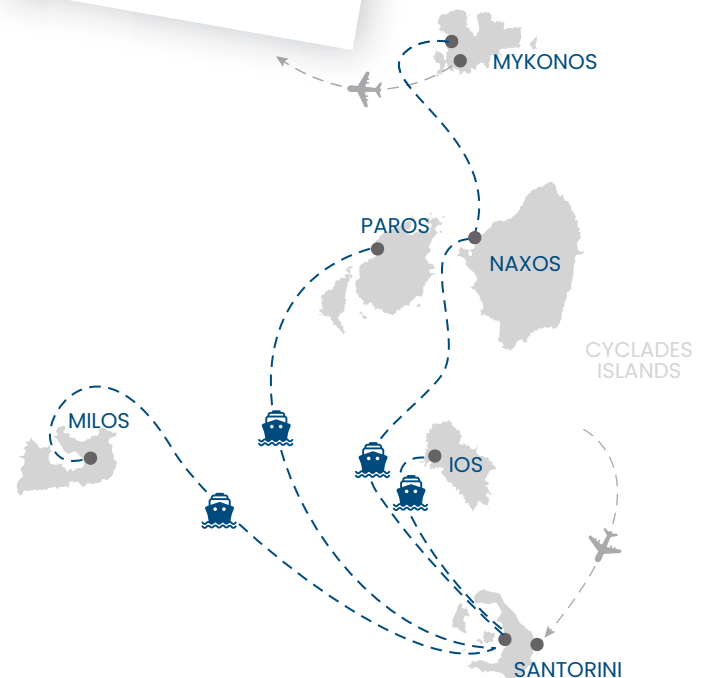 MYKONOS
PAROS
NAXOS
CYCLADES
ISLANDS
MILOS
IOS
SANTORINI